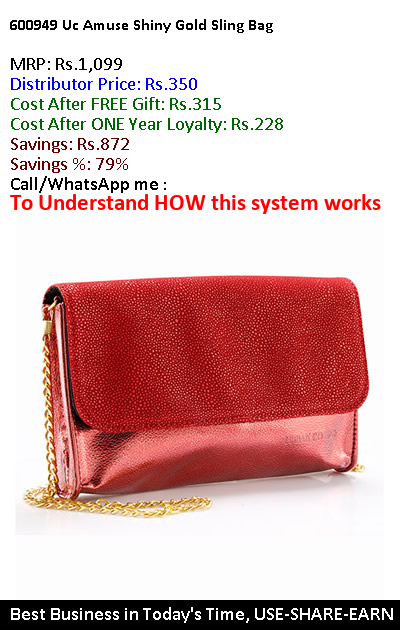 600949 Uc Amuse Shiny Gold Sling Bag
MRP: Rs.1,099
Distributor Price: Rs.350
Cost After FREE Gift: Rs.315
Cost After ONE Year Loyalty: Rs.228
Savings: Rs.872
Savings %: 79%
Call/WhatsApp me :
To Understand HOW this system works
Best Business in Today's Time, USE-SHARE-EARN